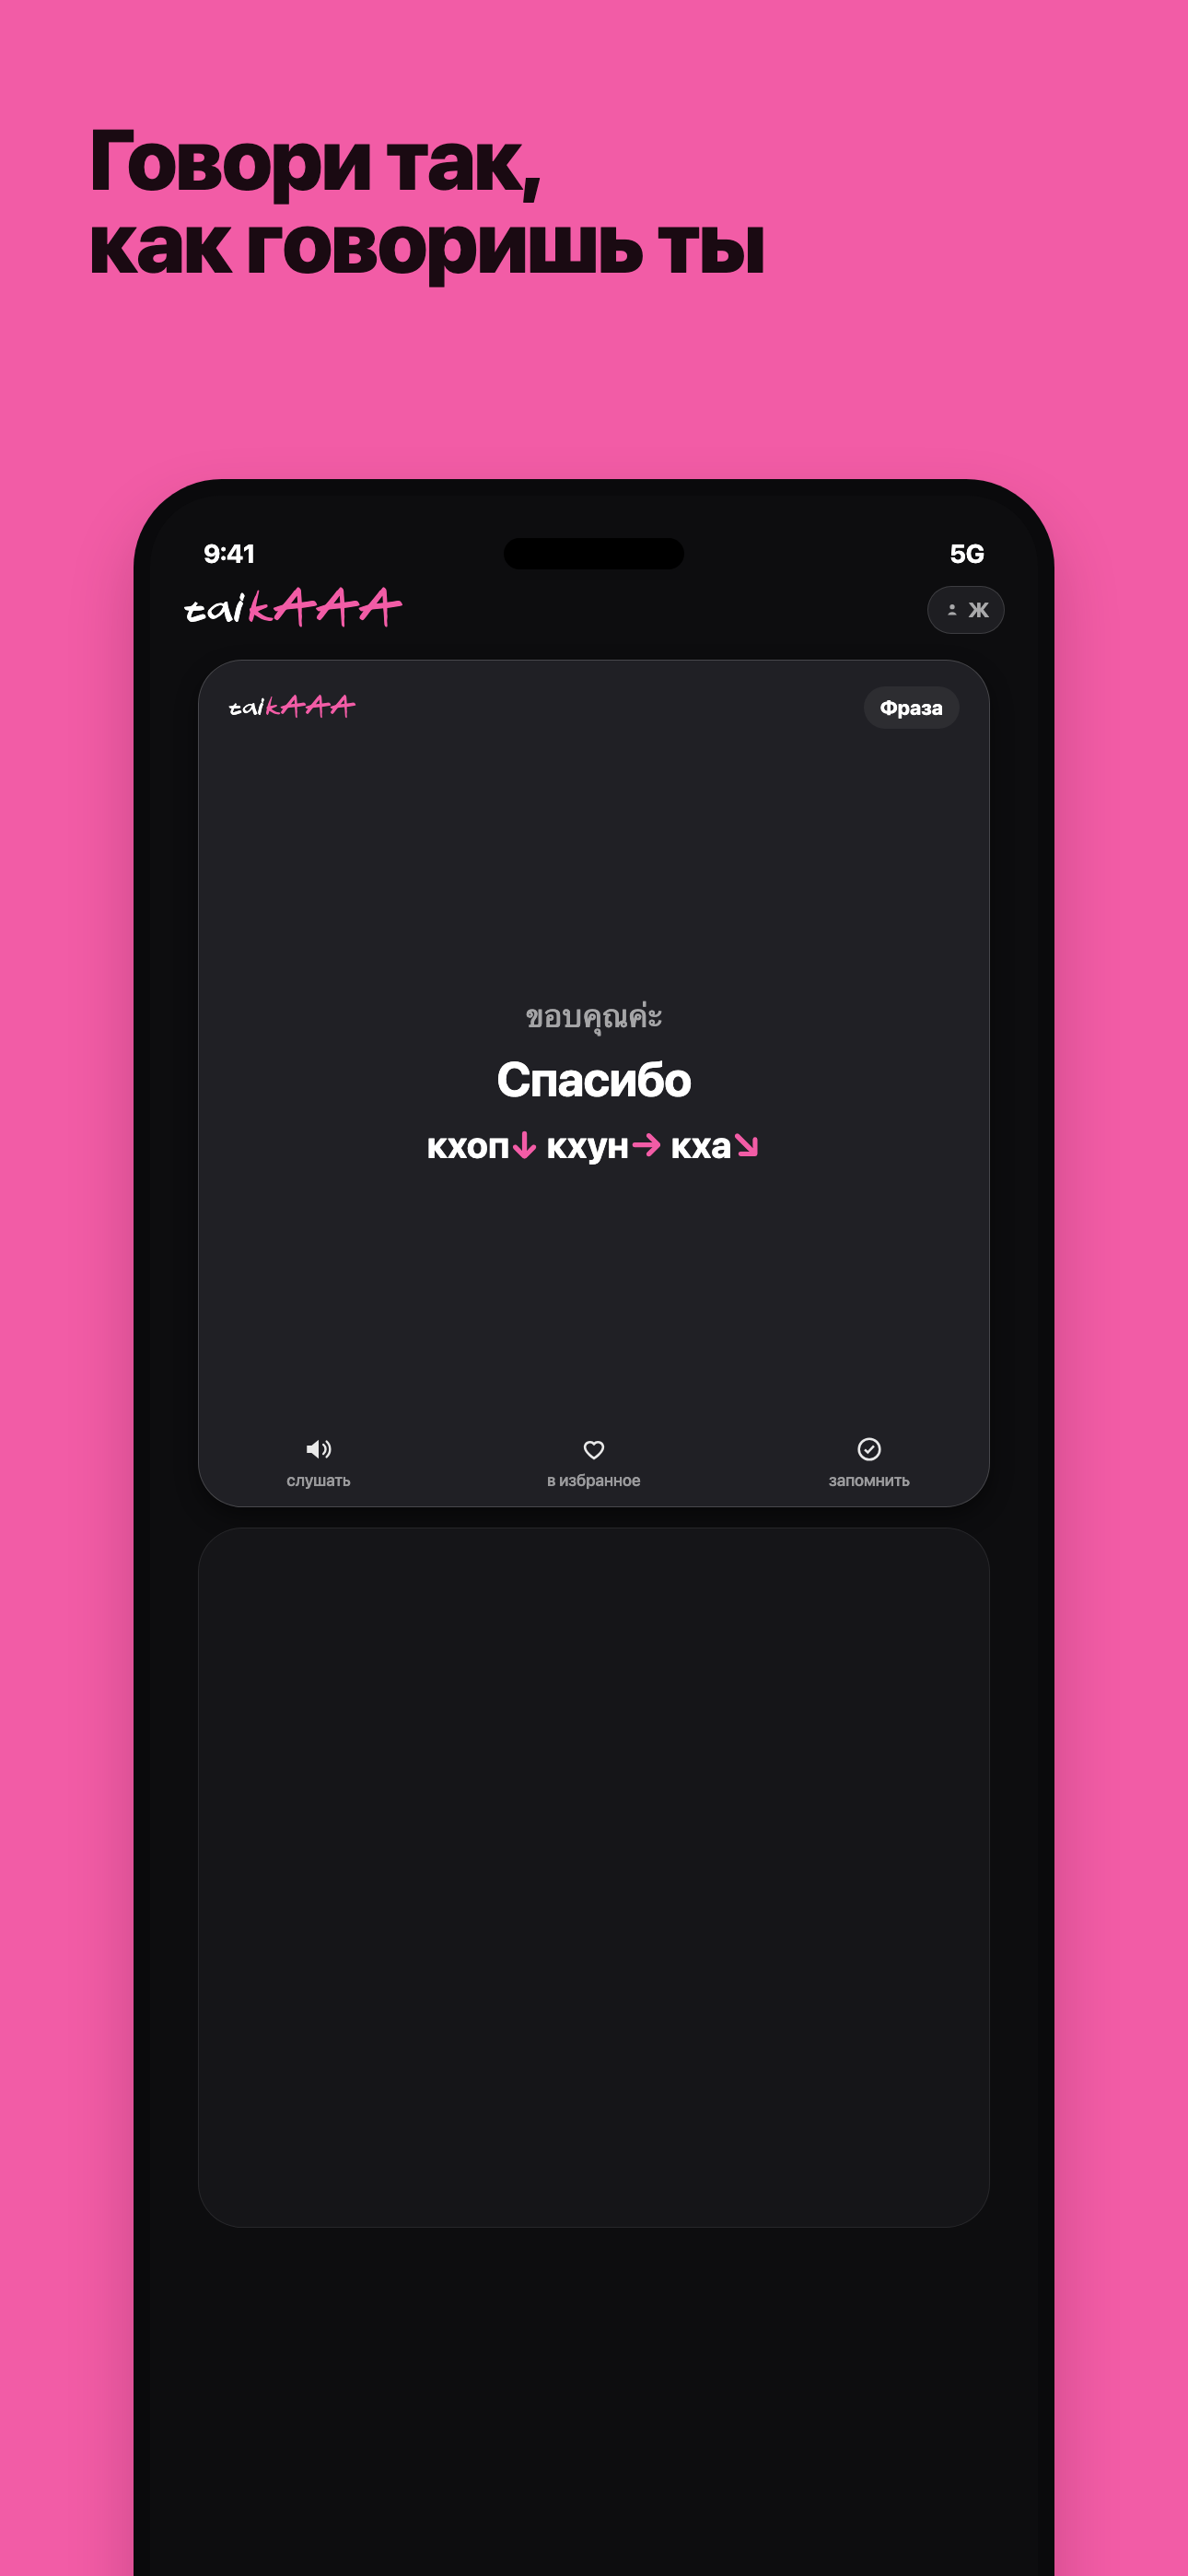 Говори так,
как говоришь ты
9:41
5G
taikAAA
Ж
taikAAA
Фраза
ขอบคุณค่ะ
Спасибо
кхоп↓ кхун→ кха↘
слушать
в избранное
запомнить